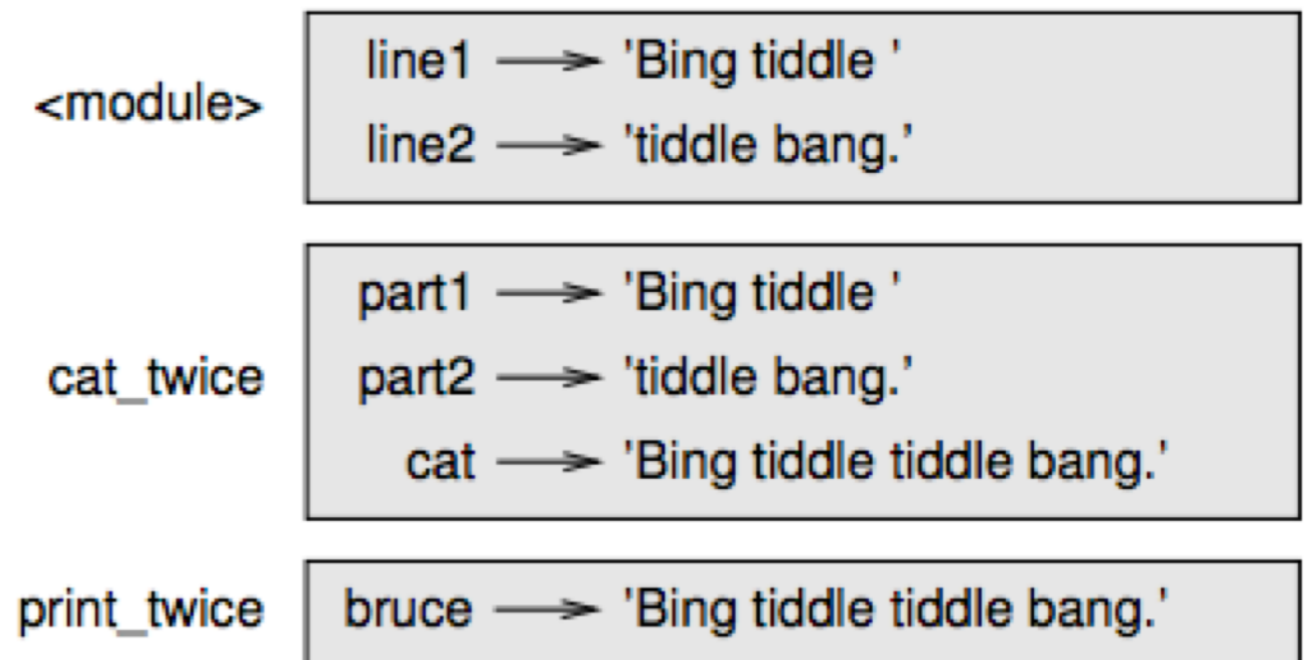 <module>
line1 → 'Bing tiddle '
line2 → 'tiddle bang.'
cat_twice
part1 → 'Bing tiddle '
part2 → 'tiddle bang.'
cat → 'Bing tiddle tiddle bang.'
print_twice
bruce → 'Bing tiddle tiddle bang.'